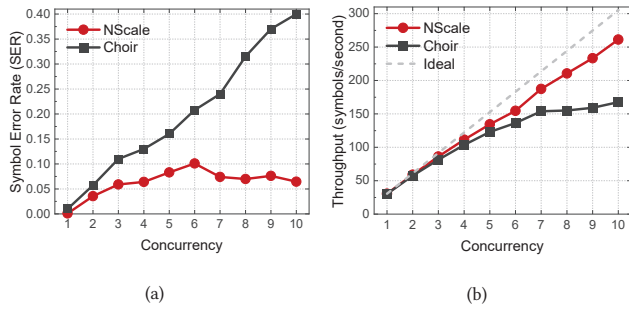 NScale
Choir
Symbol Error Rate (SER)
0.40
0.35
0.30
0.25
0.20
0.15
0.10
0.05
0.00
1 2 3 4 5 6 7 8 9 10
Concurrency
(a)
NScale
Choir
Ideal
Throughput (symbols/second)
300
250
200
150
100
50
0
1 2 3 4 5 6 7 8 9 10
Concurrency
(b)